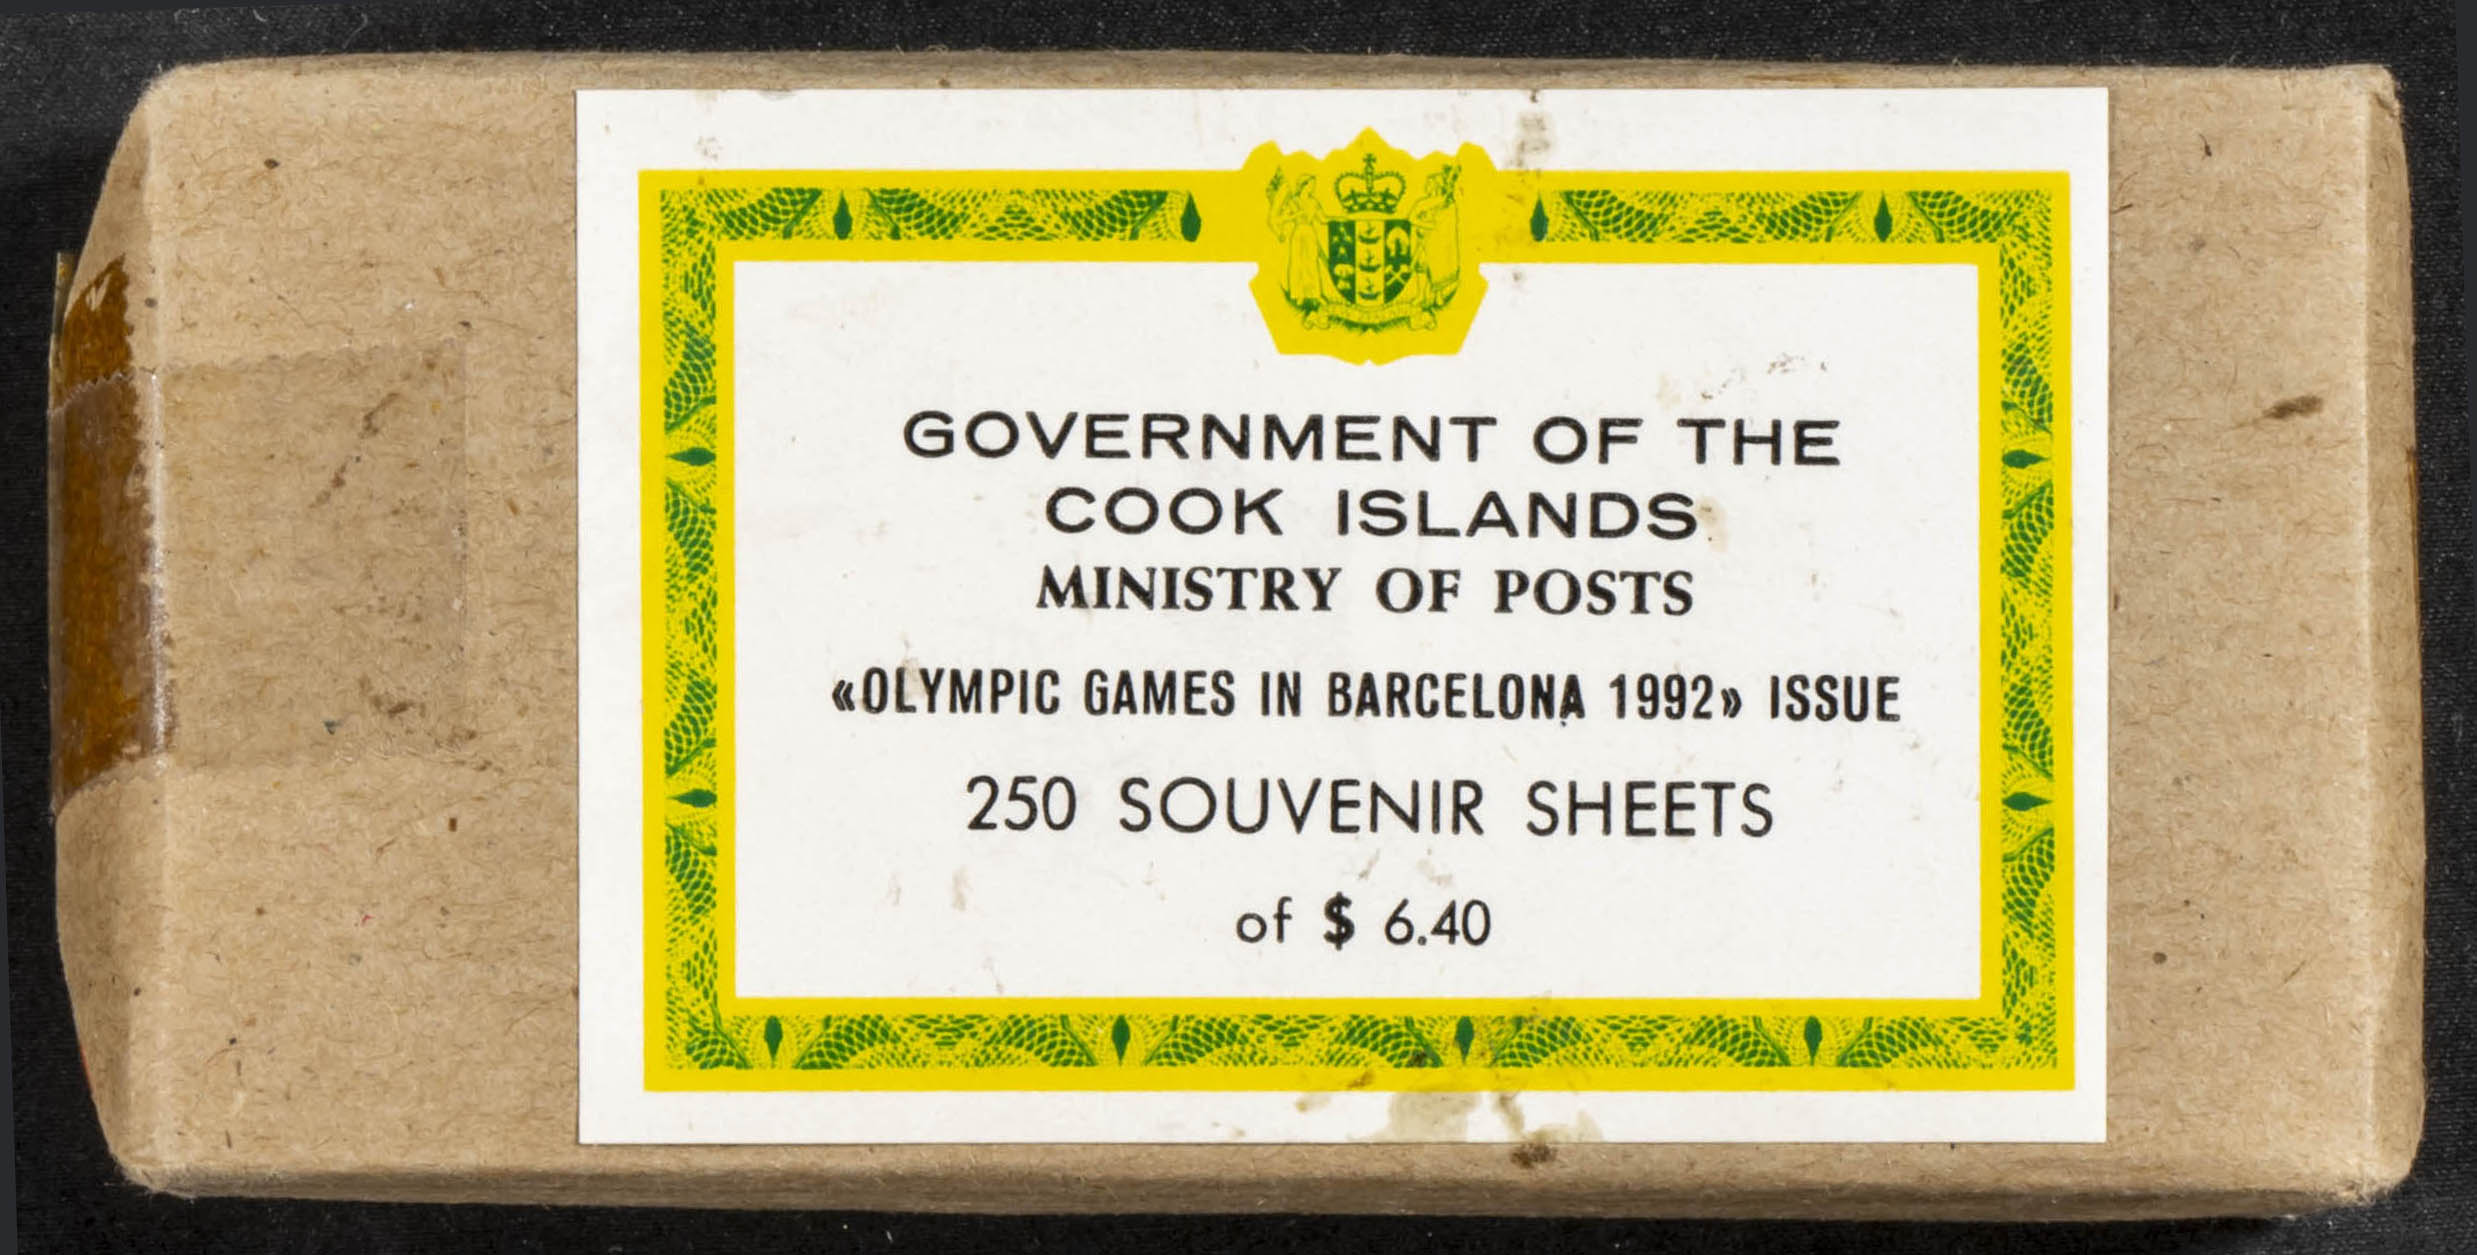 GOVERNMENT OF THE
COOK ISLANDS
MINISTRY OF POSTS
«OLYMPIC GAMES IN BARCELONA 1992» ISSUE
250 SOUVENIR SHEETS
of $ 6.40